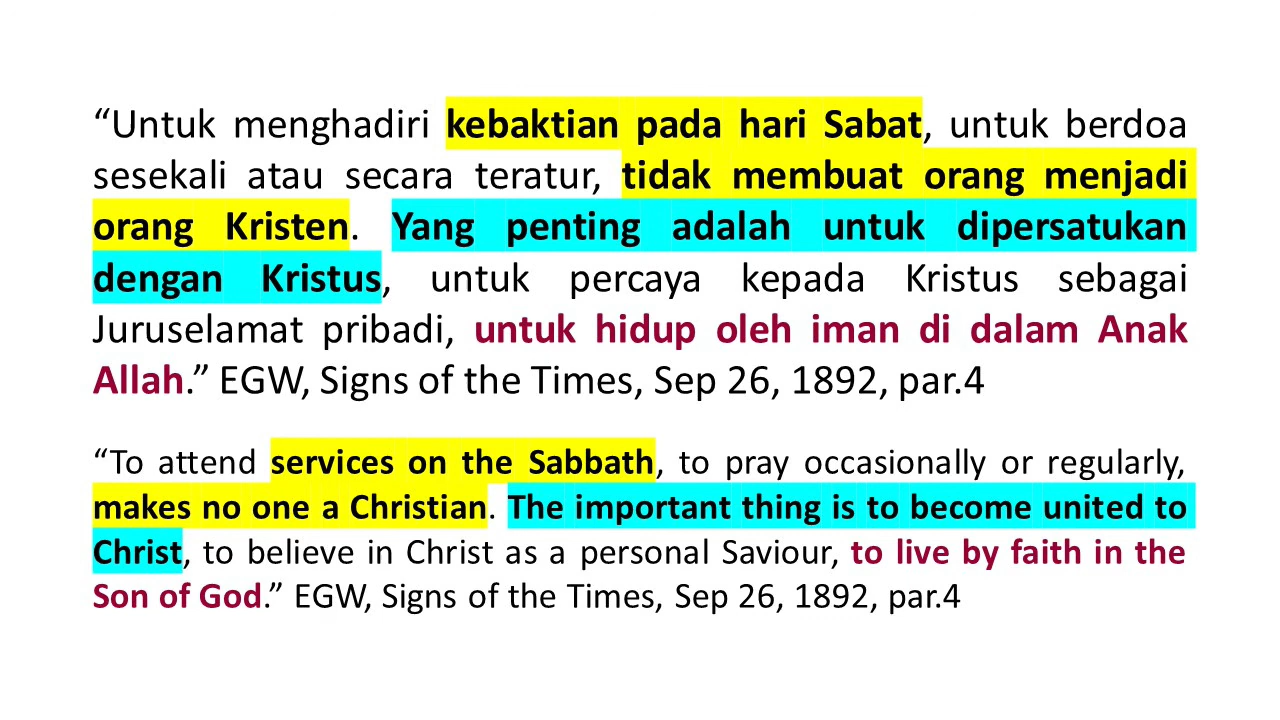 “Untuk menghadiri kebaktian pada hari Sabat, untuk berdoa
sesekali atau secara teratur, tidak membuat orang menjadi
orang Kristen. Yang penting adalah untuk dipersatukan
dengan Kristus, untuk percaya kepada Kristus sebagai
Juruselamat pribadi, untuk hidup oleh iman di dalam Anak
Allah.” EGW, Signs of the Times, Sep 26, 1892, par.4
“To attend services on the Sabbath, to pray occasionally or regularly,
makes no one a Christian. The important thing is to become united to
Christ, to believe in Christ as a personal Saviour, to live by faith in the
Son of God.” EGW, Signs of the Times, Sep 26, 1892, par.4